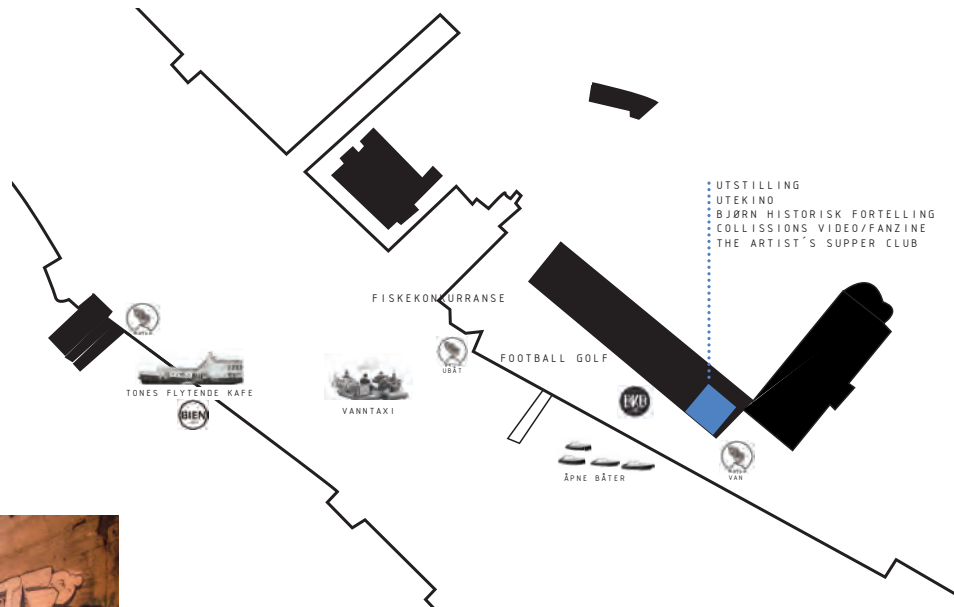 UTSTILLING
UTEKINO
BJØRN HISTORISK FORTELLING
COLLISSIONS VIDEO/FANZINE
THE ARTIST´S SUPPER CLUB
FISKEKONKURRANSE
FOOTBALL GOLF
UBÅT
TONES FLYTENDE KAFE
VANNTAXI
BIEN
BKB
ÅPNE BÅTER
VAN